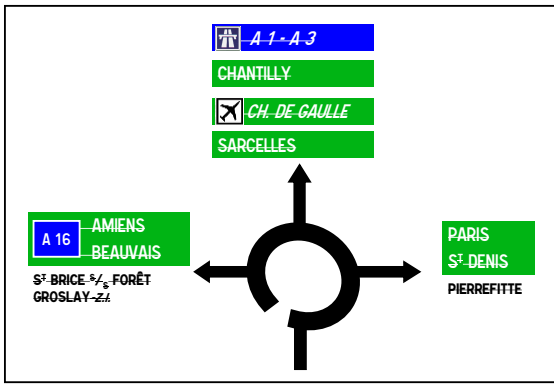 A 1 - A 3
CHANTILLY
CH. DE GAULLE
SARCELLES
A 16
AMIENS
BEAUVAIS
Sᵀ BRICE ˢ/ₛ FORÊT
GROSLAY Z.I.
PARIS
Sᵀ DENIS
PIERREFITTE